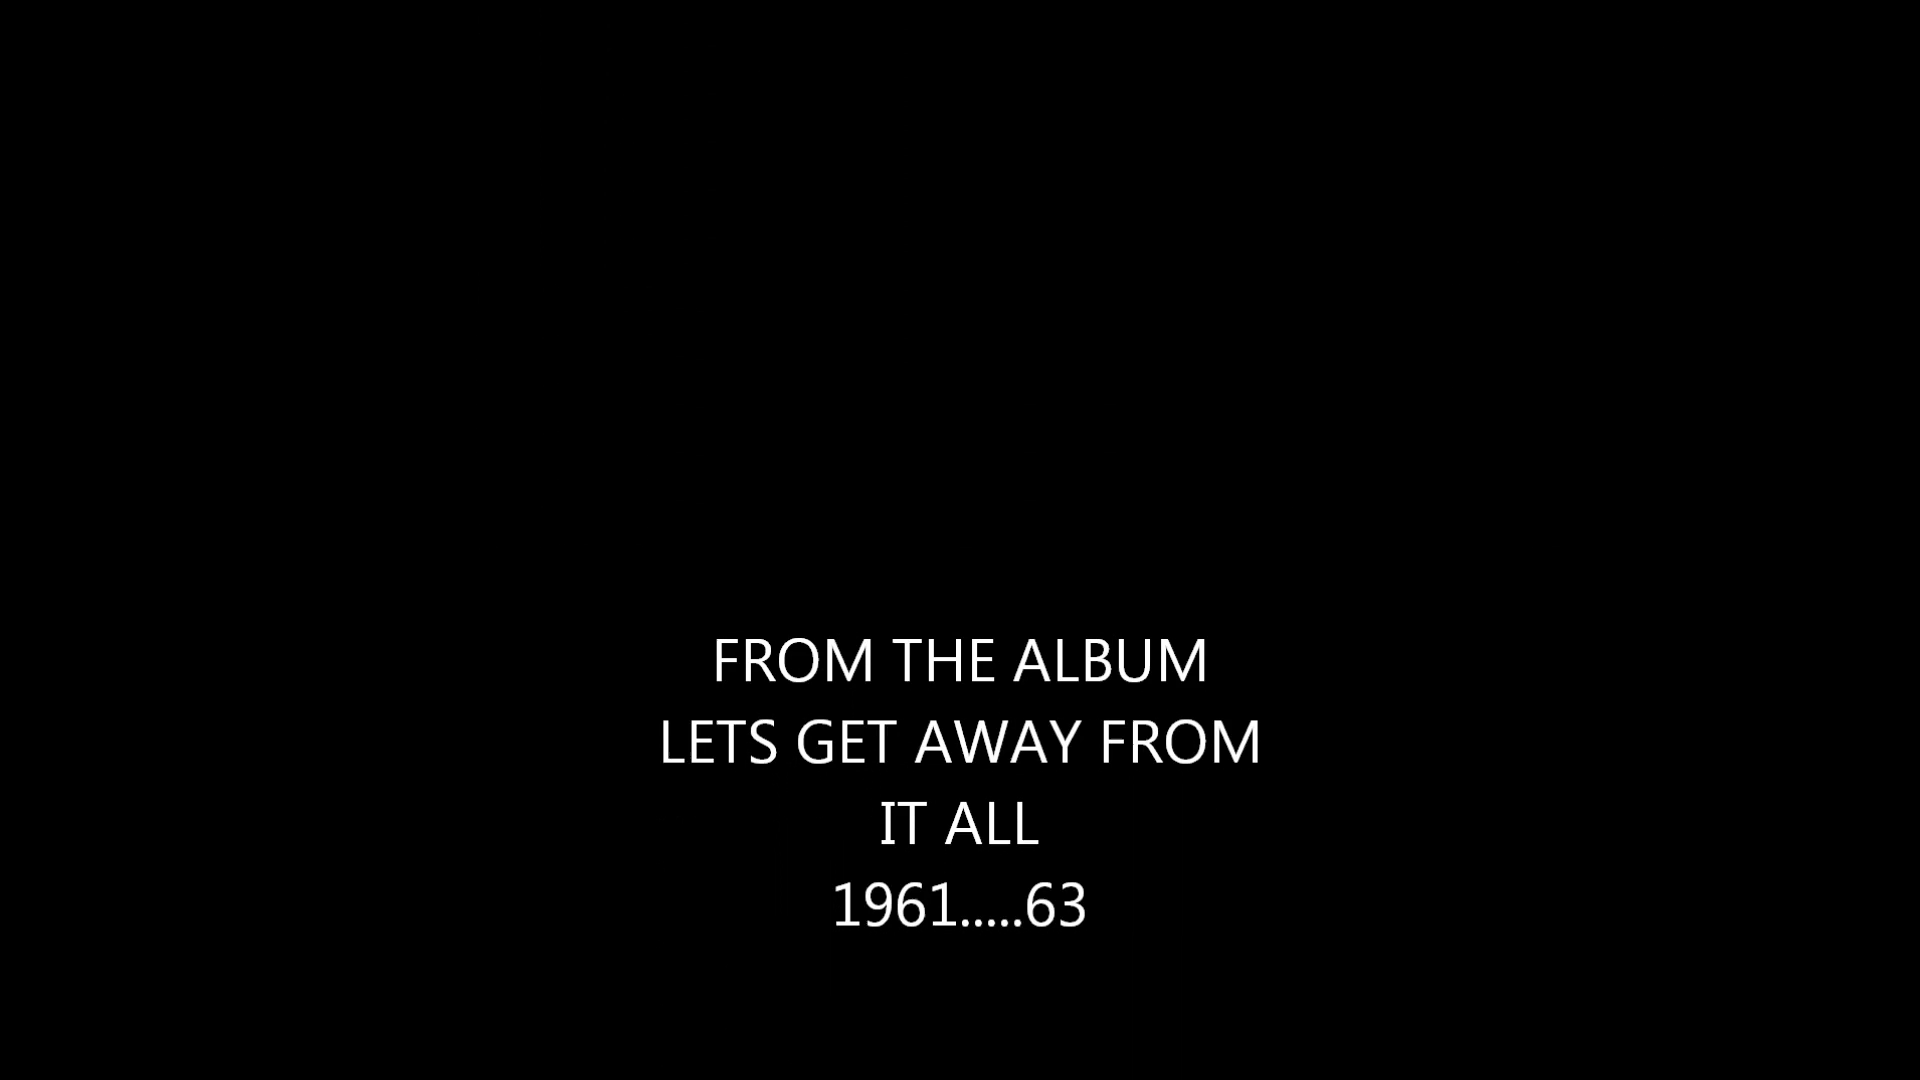 FROM THE ALBUM
LETS GET AWAY FROM
IT ALL
1961.....63